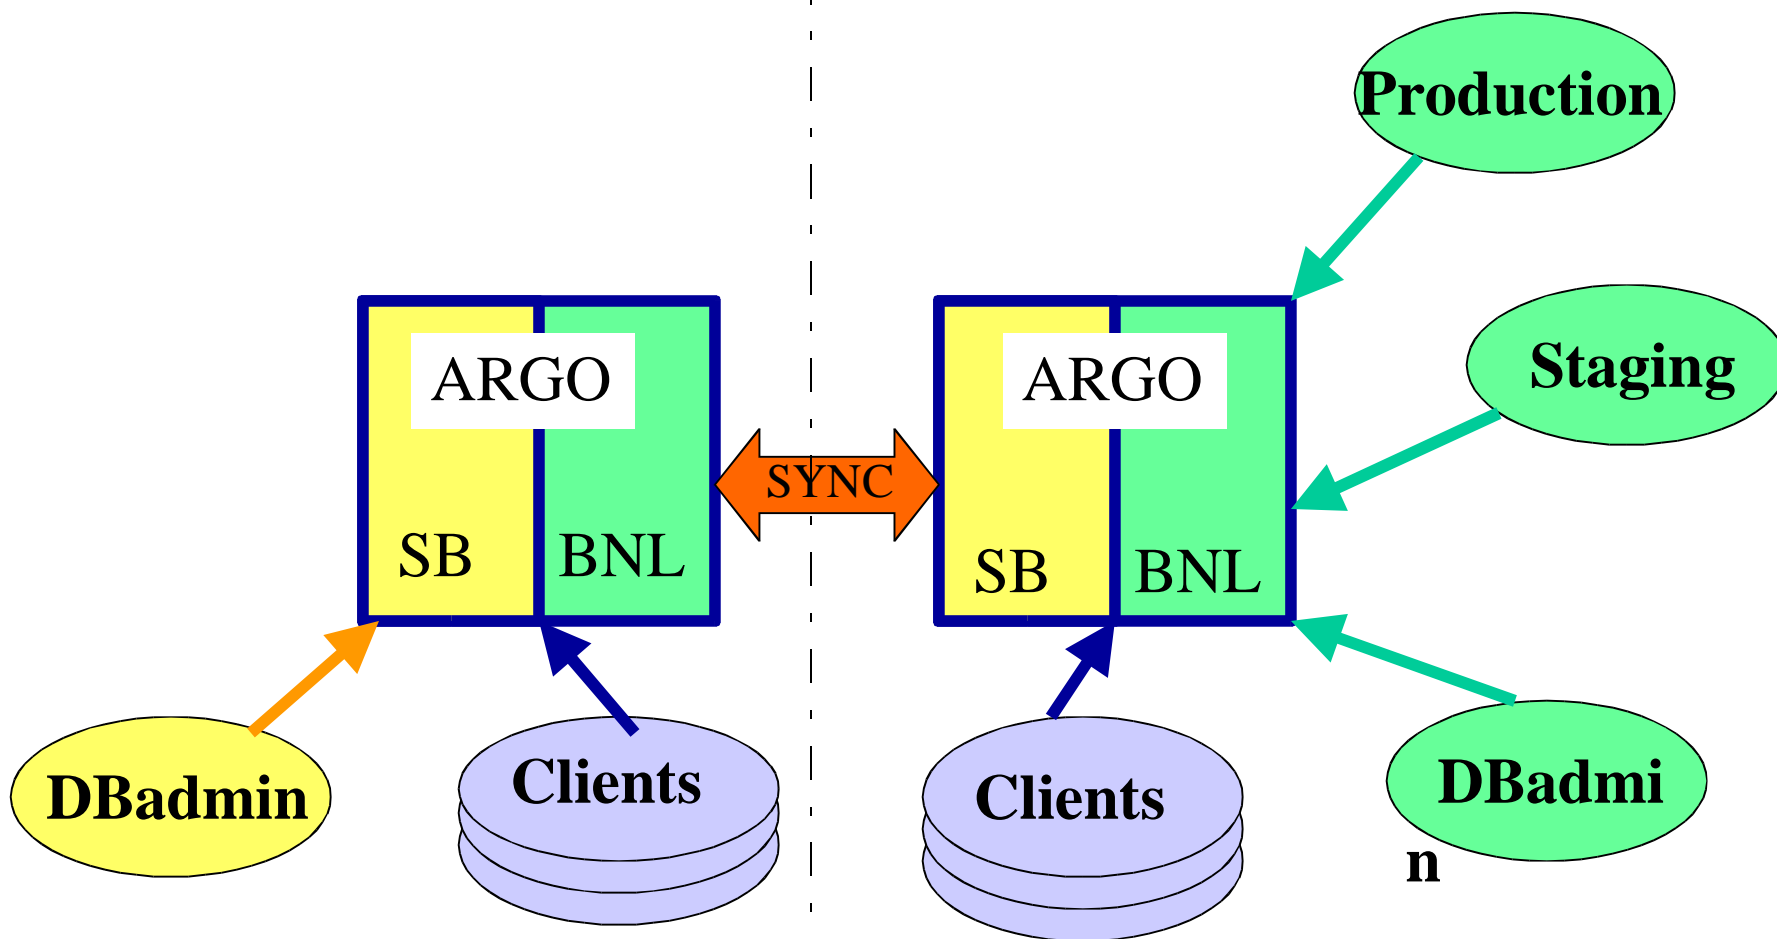 Production
Staging
ARGO
ARGO
SYNC
SB
BNL
SB
BNL
DBadmin
Clients
Clients
DBadmi
n